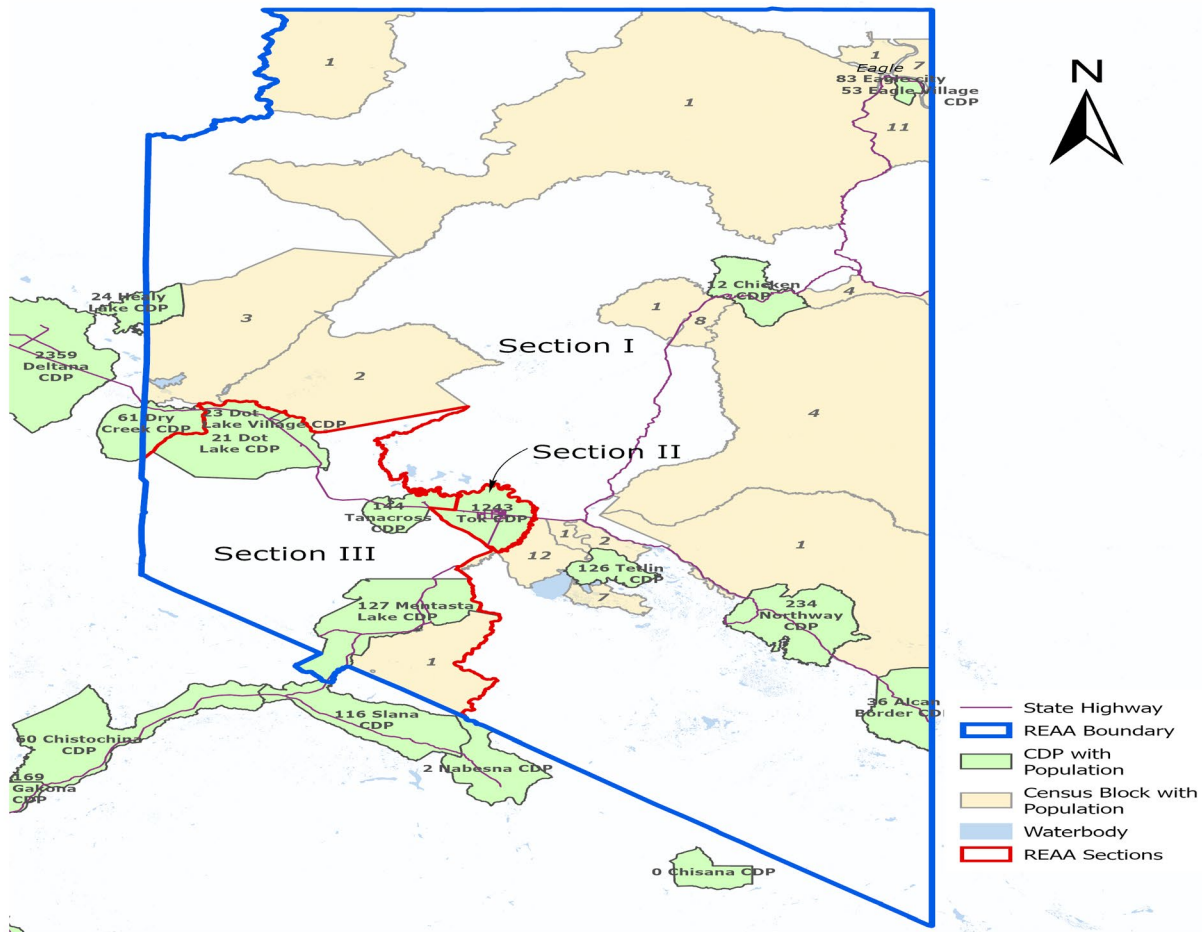 1
1
1
7
Eagle
83 Eagle city
53 Eagle Village
CDP
11
N
24 Healy
Lake CDP
3
12 Chicken
CDP
4
1
8
2359
Deltana
CDP
Section I
2
4
61 Dry
Creek CDP
23 Dot
Lake Village CDP
21 Dot
Lake CDP
Section II
144
Tanacross
CDP
1243
Tok CDP
Section III
1
2
12
1
126 Tetlin
CDP
7
127 Mentasta
Lake CDP
234
Northway
CDP
1
36 Alcan
Border CD
116 Slana
CDP
60 Chistochina
CDP
2 Nabesna CDP
169
Gakona
CDP
0 Chisana CDP
State Highway
REAA Boundary
CDP with
Population
Census Block with
Population
Waterbody
REAA Sections